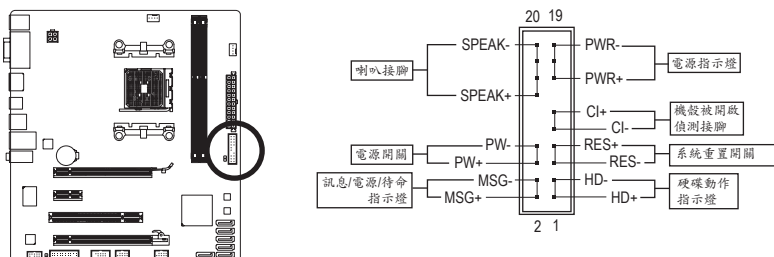 20 19
SPEAK-
SPEAK+
喇叭接腳
PWR-
PWR+
電源指示燈
CI+
CI-
機殼被開啟
偵測接腳
PW-
PW+
電源開關
RES+
RES-
系統重置開關
MSG-
MSG+
訊息/電源/待命
指示燈
HD-
HD+
硬碟動作
指示燈
2 1